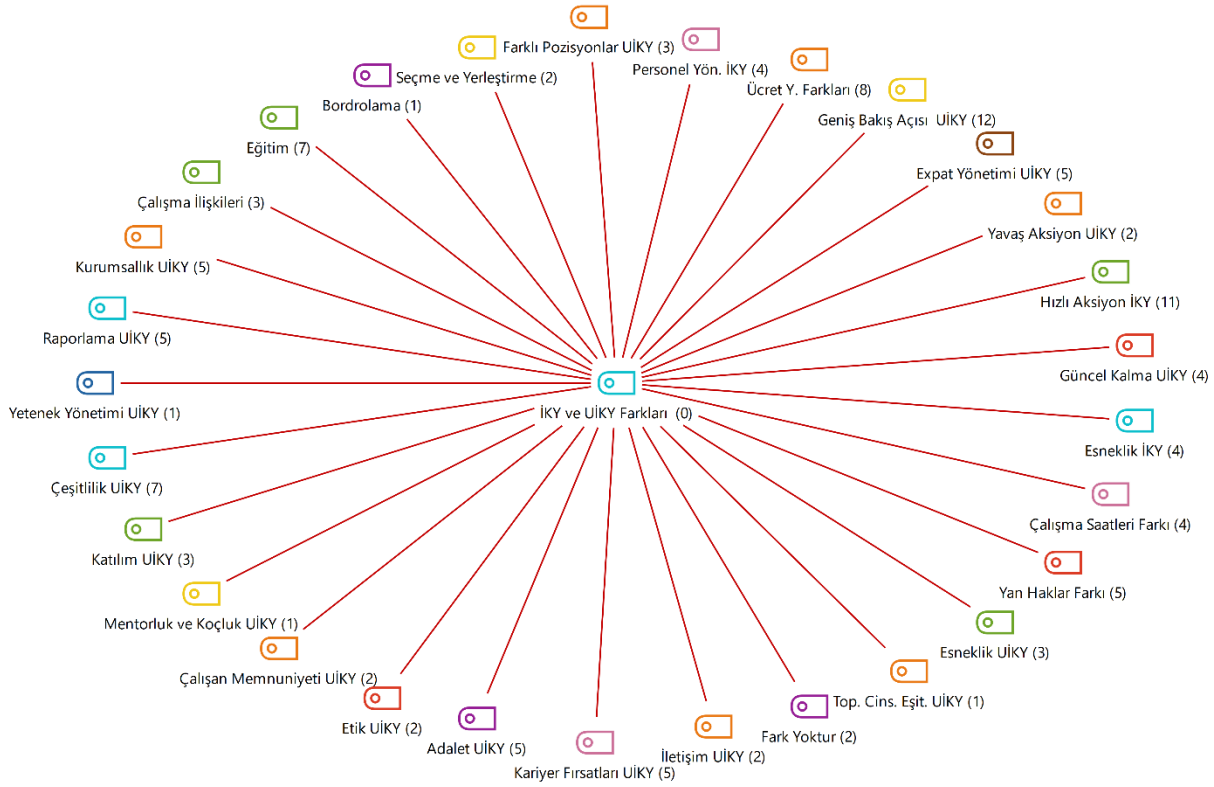 Farklı Pozisyonlar UİKY (3)
Personel Yön. İKY (4)
Seçme ve Yerleştirme (2)
Ücret Y. Farkları (8)
Bordrolama (1)
Geniş Bakış Açısı  UİKY (12)
Eğitim (7)
Expat Yönetimi UİKY (5)
Çalışma İlişkileri (3)
Yavaş Aksiyon UİKY (2)
Kurumsallık UİKY (5)
Hızlı Aksiyon İKY (11)
Raporlama UİKY (5)
Güncel Kalma UİKY (4)
Yetenek Yönetimi UİKY (1)
İKY ve UİKY Farkları  (0)
Esneklik İKY (4)
Çeşitlilik UİKY (7)
Çalışma Saatleri Farkı (4)
Katılım UİKY (3)
Yan Haklar Farkı (5)
Mentorluk ve Koçluk UİKY (1)
Esneklik UİKY (3)
Çalışan Memnuniyeti UİKY (2)
Top. Cins. Eşit. UİKY (1)
Etik UİKY (2)
Fark Yoktur (2)
Adalet UİKY (5)
İletişim UİKY (2)
Kariyer Fırsatları UİKY (5)